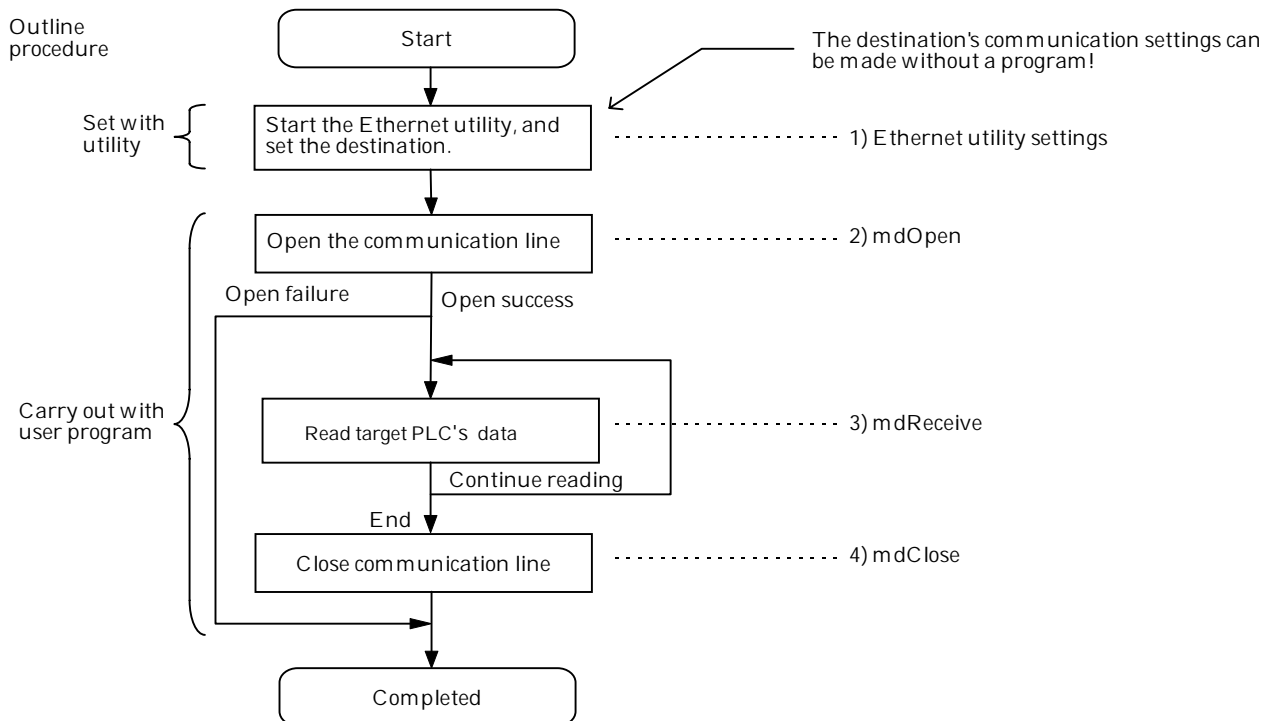 Outline
procedure
Start
The destination's communication settings can
be made without a program!
Set with
utility
Start the Ethernet utility, and
set the destination.
1) Ethernet utility settings
Open the communication line
2) mdOpen
Open failure
Open success
Carry out with
user program
Read target PLC's data
3) mdReceive
Continue reading
End
Close communication line
4) mdClose
Completed